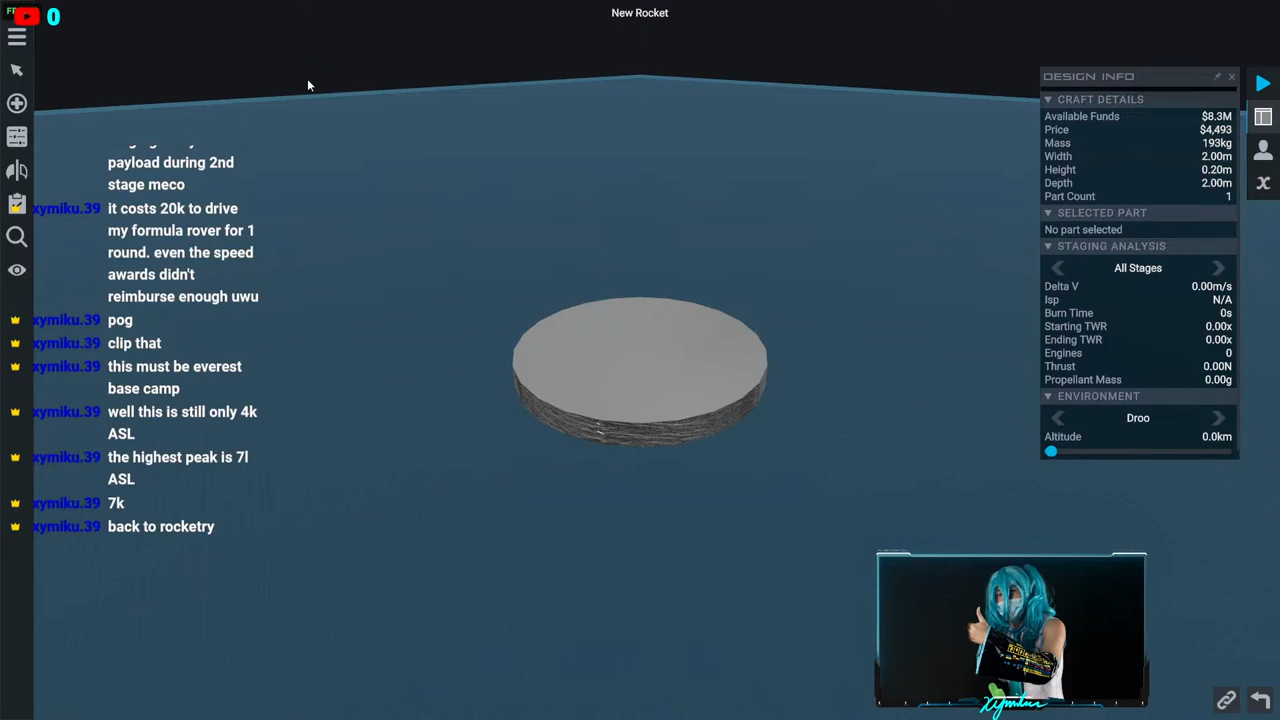 0
New Rocket
payload during 2nd
stage meco
xymiku.39 it costs 20k to drive
my formula rover for 1
round. even the speed
awards didn't
reimburse enough uwu
xymiku.39 pog
xymiku.39 clip that
xymiku.39 this must be everest
base camp
xymiku.39 well this is still only 4k
ASL
xymiku.39 the highest peak is 7l
ASL
xymiku.39 7k
xymiku.39 back to rocketry
DESIGN INFO
CRAFT DETAILS
Available Funds $8.3M
Price $4,493
Mass 193kg
Width 2.00m
Height 0.20m
Depth 2.00m
Part Count 1
SELECTED PART
No part selected
STAGING ANALYSIS
All Stages
Delta V 0.00m/s
Isp N/A
Burn Time 0s
Starting TWR 0.00x
Ending TWR 0.00x
Engines 0
Thrust 0.00N
Propellant Mass 0.00g
ENVIRONMENT
Droo
Altitude 0.0km